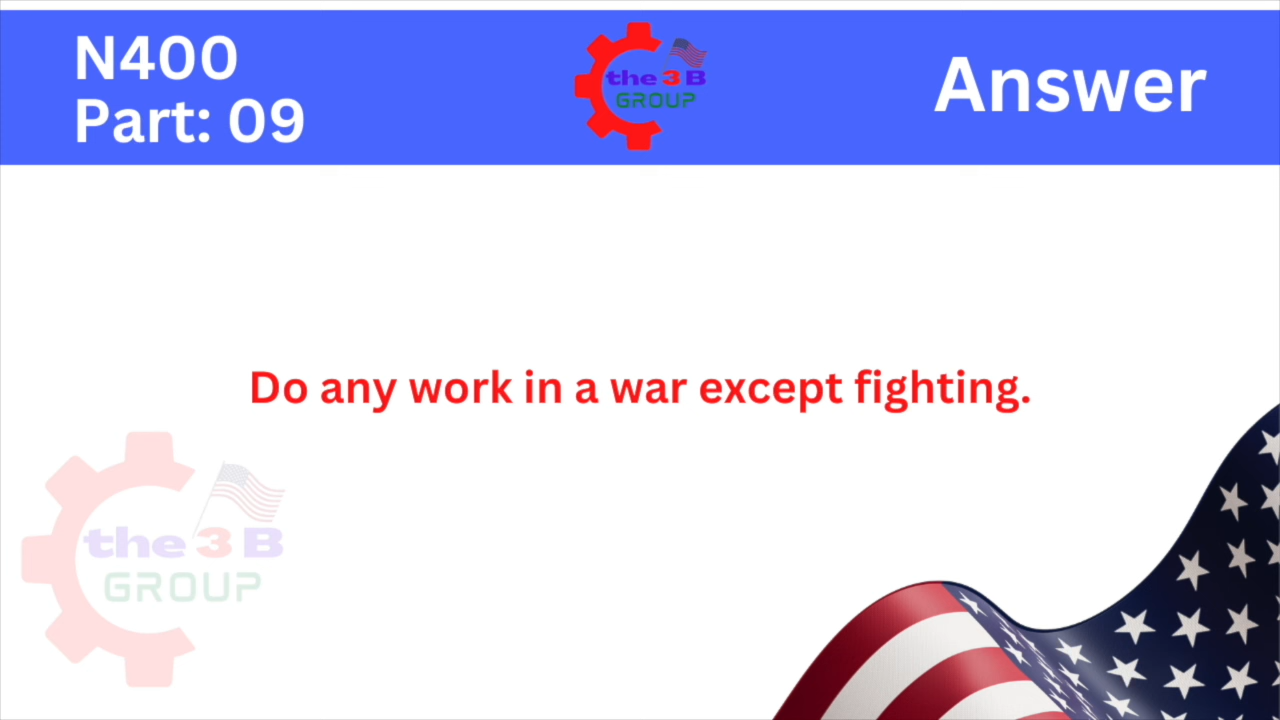 N400
Part: 09
the 3 B
GROUP
Answer
Do any work in a war except fighting.
the 3 B
GROUP